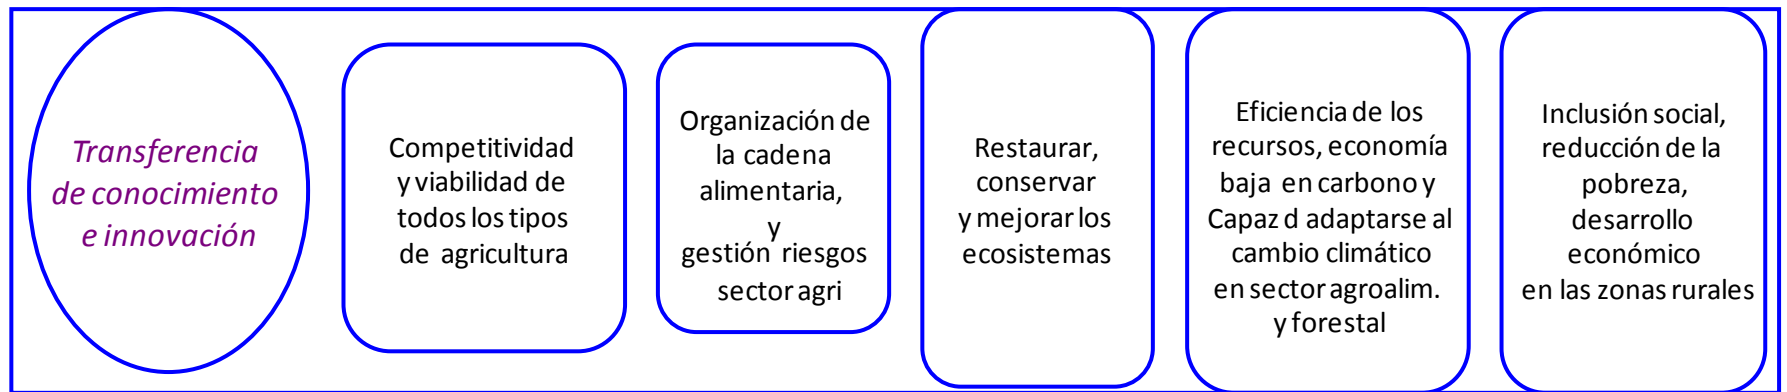 Transferencia
de conocimiento
e innovación
Competitividad
y viabilidad de
todos los tipos
de agricultura
Organización de
la cadena
alimentaria,
y
gestión riesgos
sector agri
Restaurar,
conservar
y mejorar los
ecosistemas
Eficiencia de los
recursos, economía
baja en carbono y
Capaz d adaptarse al
cambio climático
en sector agroalim.
y forestal
Inclusión social,
reducción de la
pobreza,
desarrollo
económico
en las zonas rurales